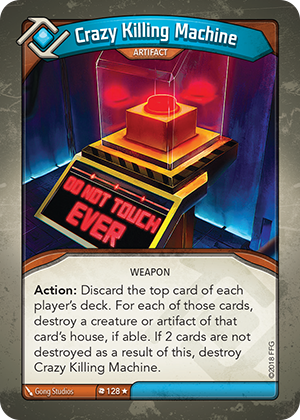 Crazy Killing Machine
ARTIFACT
DO NOT TOUCH
EVER
WEAPON
Action: Discard the top card of each
player's deck. For each of those cards,
destroy a creature or artifact of that
card's house, if able. If 2 cards are not
destroyed as a result of this, destroy
Crazy Killing Machine.
©2018 FFG
Gong Studios
128★